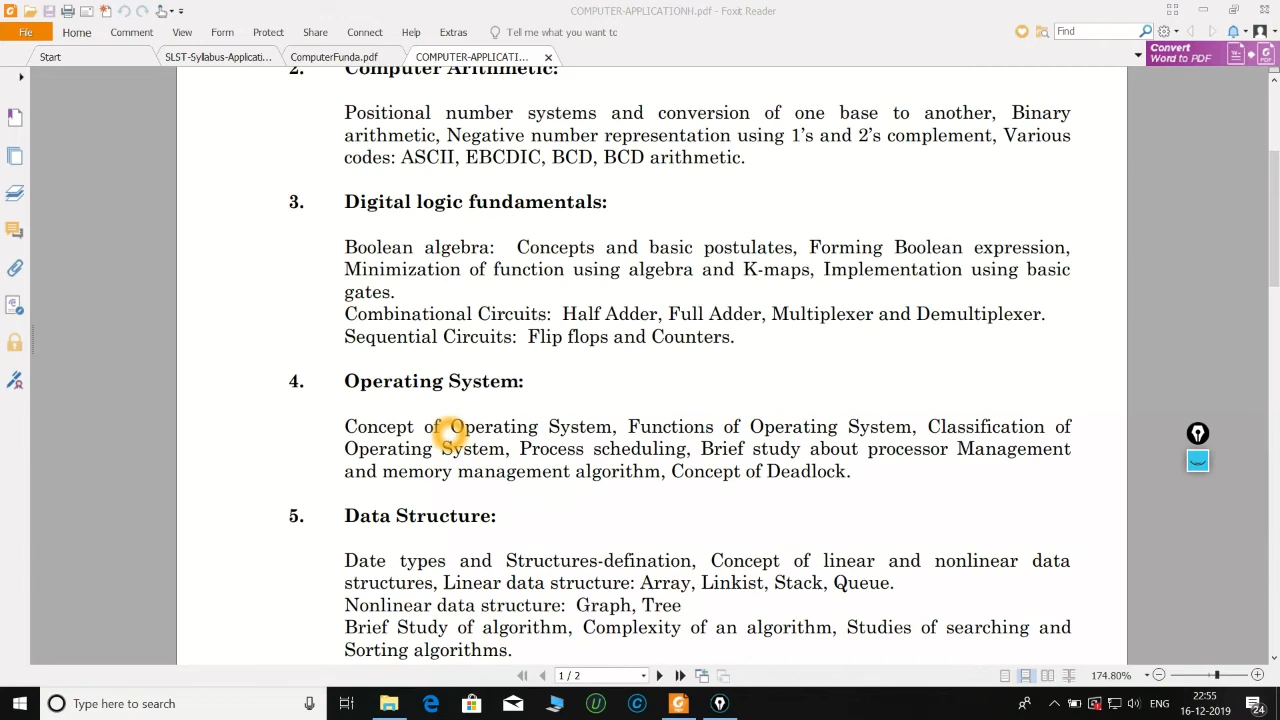 COMPUTER-APPLICATIONH.pdf - Foxit Reader
File Home Comment View Form Protect Share Connect Help Extras Tell me what you want to Find
Start SLST-Syllabus-Applicati... ComputerFunda.pdf COMPUTER-APPLICATI...
Convert
Word to PDF
2. Computer Arithmetic:
Positional number systems and conversion of one base to another, Binary
arithmetic, Negative number representation using 1's and 2's complement, Various
codes: ASCII, EBCDIC, BCD, BCD arithmetic.
3. Digital logic fundamentals:
Boolean algebra: Concepts and basic postulates, Forming Boolean expression,
Minimization of function using algebra and K-maps, Implementation using basic
gates.
Combinational Circuits: Half Adder, Full Adder, Multiplexer and Demultiplexer.
Sequential Circuits: Flip flops and Counters.
4. Operating System:
Concept of Operating System, Functions of Operating System, Classification of
Operating System, Process scheduling, Brief study about processor Management
and memory management algorithm, Concept of Deadlock.
5. Data Structure:
Date types and Structures-defination, Concept of linear and nonlinear data
structures, Linear data structure: Array, Linkist, Stack, Queue.
Nonlinear data structure: Graph, Tree
Brief Study of algorithm, Complexity of an algorithm, Studies of searching and
Sorting algorithms.
1 / 2 174.80%
Type here to search ENG 22:55
16-12-2019 24